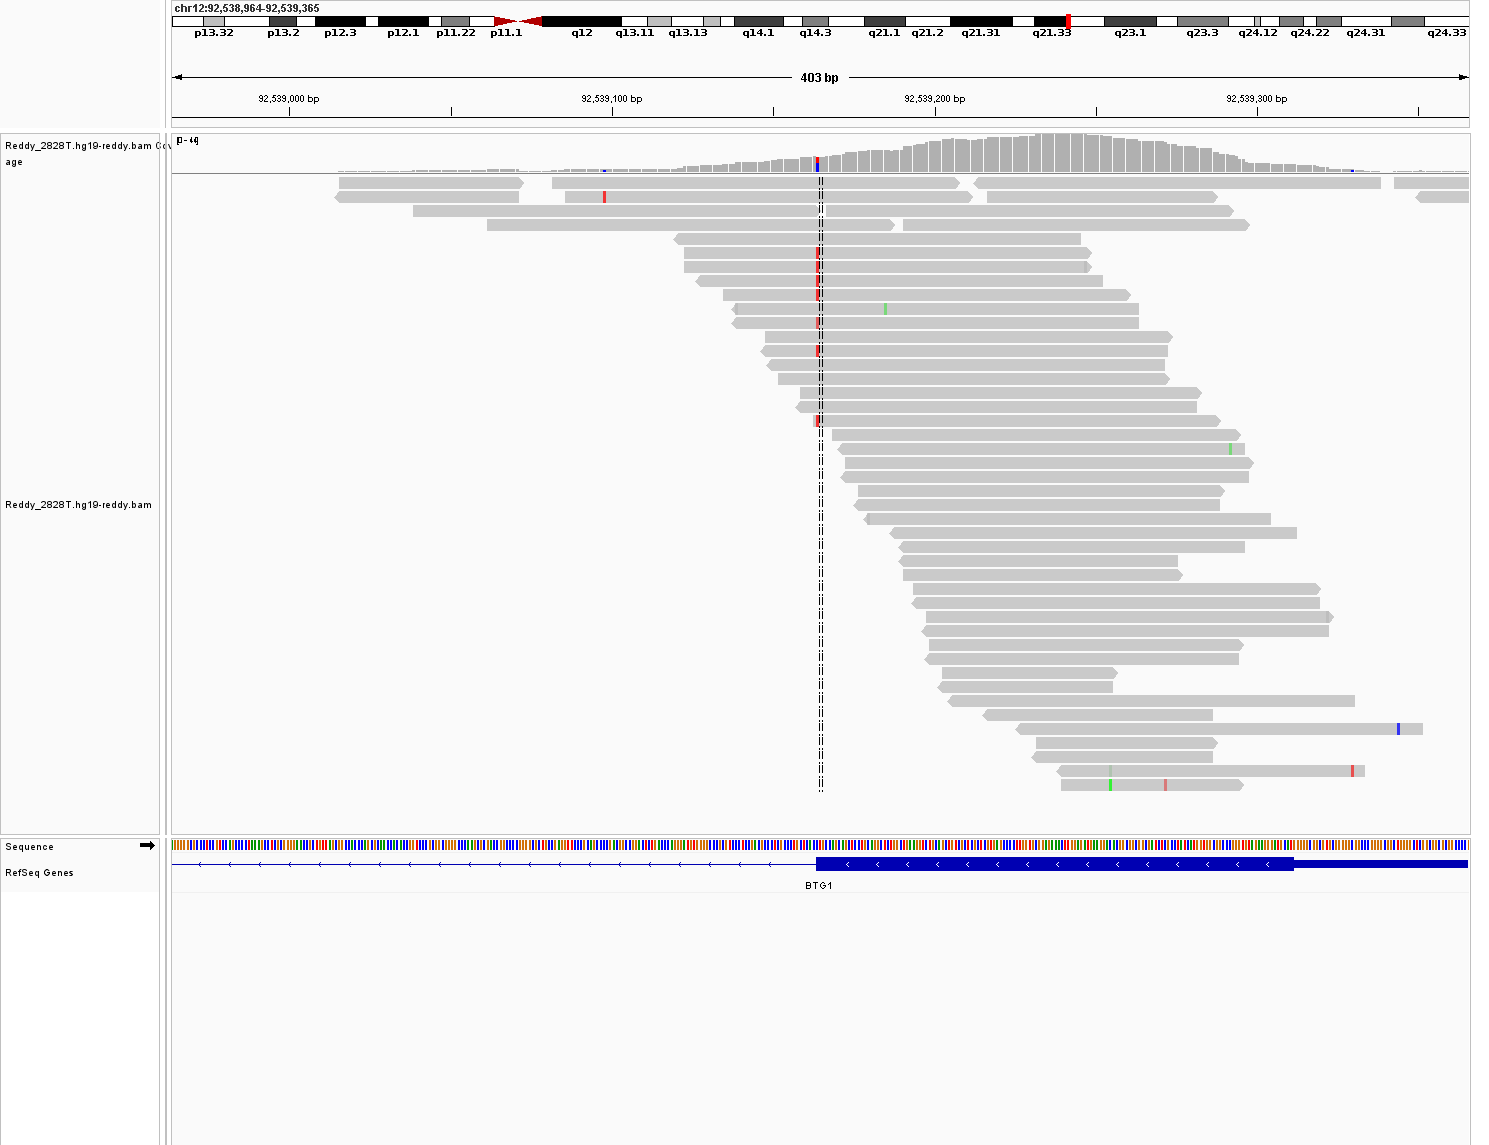 chr12:92,538,964-92,539,365
p13.32 p13.2 p12.3 p12.1 p11.22 p11.1 q12 q13.11 q13.13 q14.1 q14.3 q21.1 q21.2 q21.31 q21.33 q23.1 q23.3 q24.12 q24.22 q24.31 q24.33
403 bp
92,539,000 bp 92,539,100 bp 92,539,200 bp 92,539,300 bp
Reddy_2828T.hg19-reddy.bam Cov
age
[0 - 44]
Reddy_2828T.hg19-reddy.bam
Sequence
RefSeq Genes
BTG1